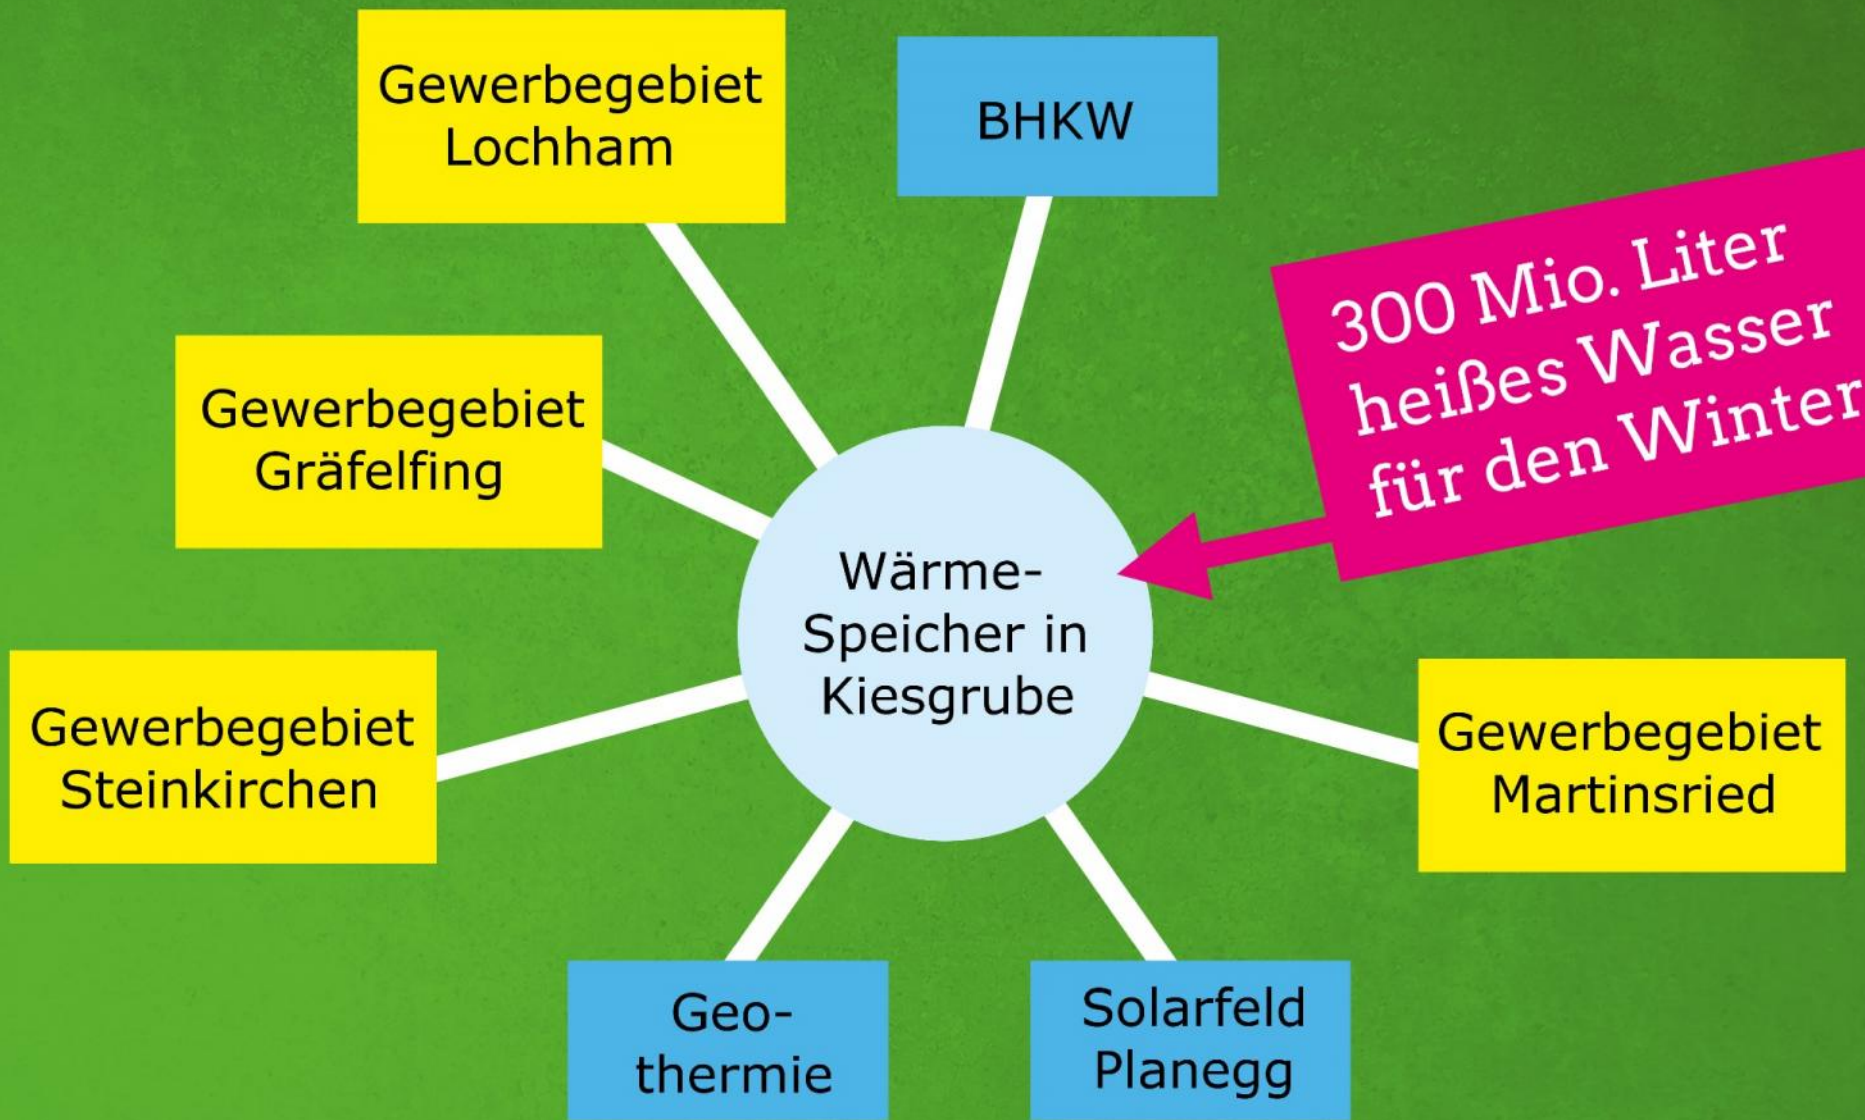 Gewerbegebiet
Lochham
BHKW
300 Mio. Liter
heißes Wasser
für den Winter
Gewerbegebiet
Gräfelfing
Wärme-
Speicher in
Kiesgrube
Gewerbegebiet
Steinkirchen
Gewerbegebiet
Martinsried
Geo-
thermie
Solarfeld
Planegg